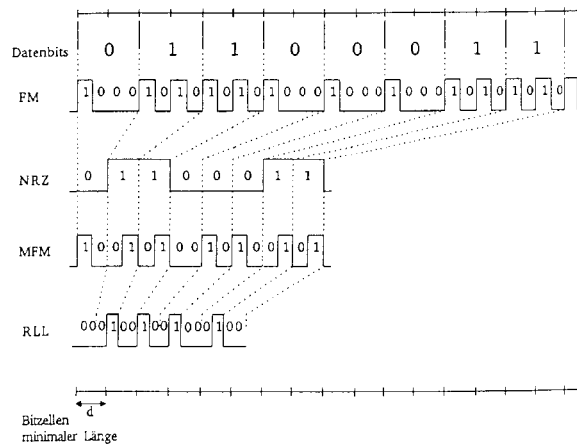 Datenbits 0 1 1 0 0 0 1 1
FM 1 0 0 0 1 0 1 0 1 0 1 0 1 0 0 0 1 0 0 0 1 0 0 0 1 0 1 0 1 0 1 0
NRZ 0 1 1 0 0 0 1 1
MFM 1 0 0 1 0 1 0 0 1 0 1 0 0 1 0 1
RLL 0 0 0 1 0 0 1 0 0 1 0 0 0 1 0 0
d
Bitzellen
minimaler Länge